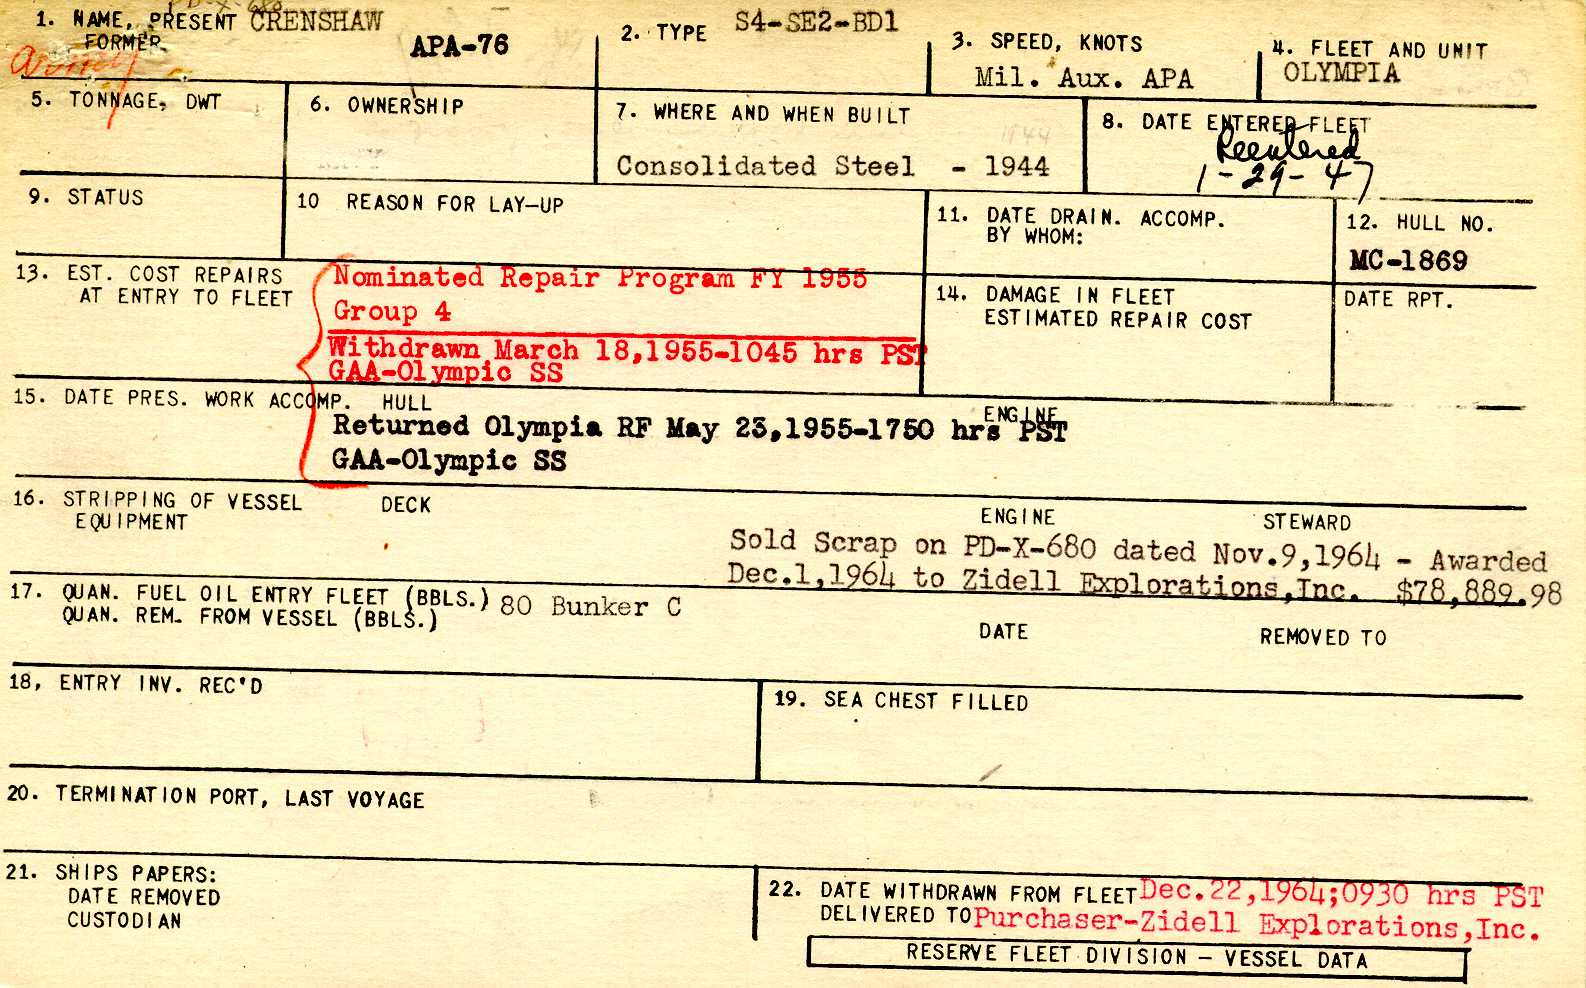 PD-X-680
1. NAME, PRESENT CRENSHAW
FORMER APA-76
2. TYPE S4-SE2-BD1
3. SPEED, KNOTS
Mil. Aux. APA
4. FLEET AND UNIT
OLYMPIA
5. TONNAGE, DWT
6. OWNERSHIP
7. WHERE AND WHEN BUILT
1944
Consolidated Steel - 1944
8. DATE ENTERED FLEET
Reentered
1-29-47
9. STATUS
10 REASON FOR LAY-UP
11. DATE DRAIN. ACCOMP.
BY WHOM:
12. HULL NO.
MC-1869
13. EST. COST REPAIRS
AT ENTRY TO FLEET
Nominated Repair Program FY 1955
Group 4
Withdrawn March 18,1955-1045 hrs PST
GAA-Olympic SS
14. DAMAGE IN FLEET
ESTIMATED REPAIR COST
DATE RPT.
15. DATE PRES. WORK ACCOMP. HULL
ENGINE
Returned Olympia RF May 23,1955-1750 hrs PST
GAA-Olympic SS
16. STRIPPING OF VESSEL
EQUIPMENT
DECK
ENGINE
STEWARD
Sold Scrap on PD-X-680 dated Nov.9,1964 - Awarded
Dec.1,1964 to Zidell Explorations,Inc. $78,889.98
17. QUAN. FUEL OIL ENTRY FLEET (BBLS.) 80 Bunker C
QUAN. REM. FROM VESSEL (BBLS.)
DATE
REMOVED TO
18, ENTRY INV. REC'D
19. SEA CHEST FILLED
20. TERMINATION PORT, LAST VOYAGE
21. SHIPS PAPERS:
DATE REMOVED
CUSTODIAN
22. DATE WITHDRAWN FROM FLEET Dec.22,1964;0930 hrs PST
DELIVERED TO Purchaser-Zidell Explorations,Inc.
RESERVE FLEET DIVISION - VESSEL DATA